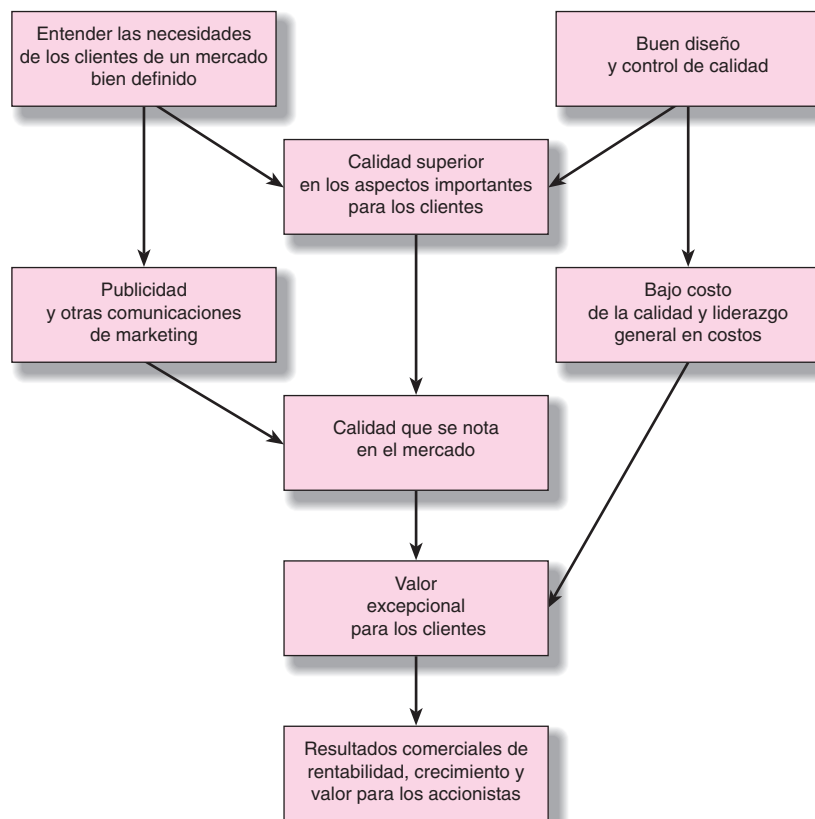 Entender las necesidades
de los clientes de un mercado
bien definido
Buen diseño
y control de calidad
Calidad superior
en los aspectos importantes
para los clientes
Publicidad
y otras comunicaciones
de marketing
Bajo costo
de la calidad y liderazgo
general en costos
Calidad que se nota
en el mercado
Valor
excepcional
para los clientes
Resultados comerciales de
rentabilidad, crecimiento y
valor para los accionistas